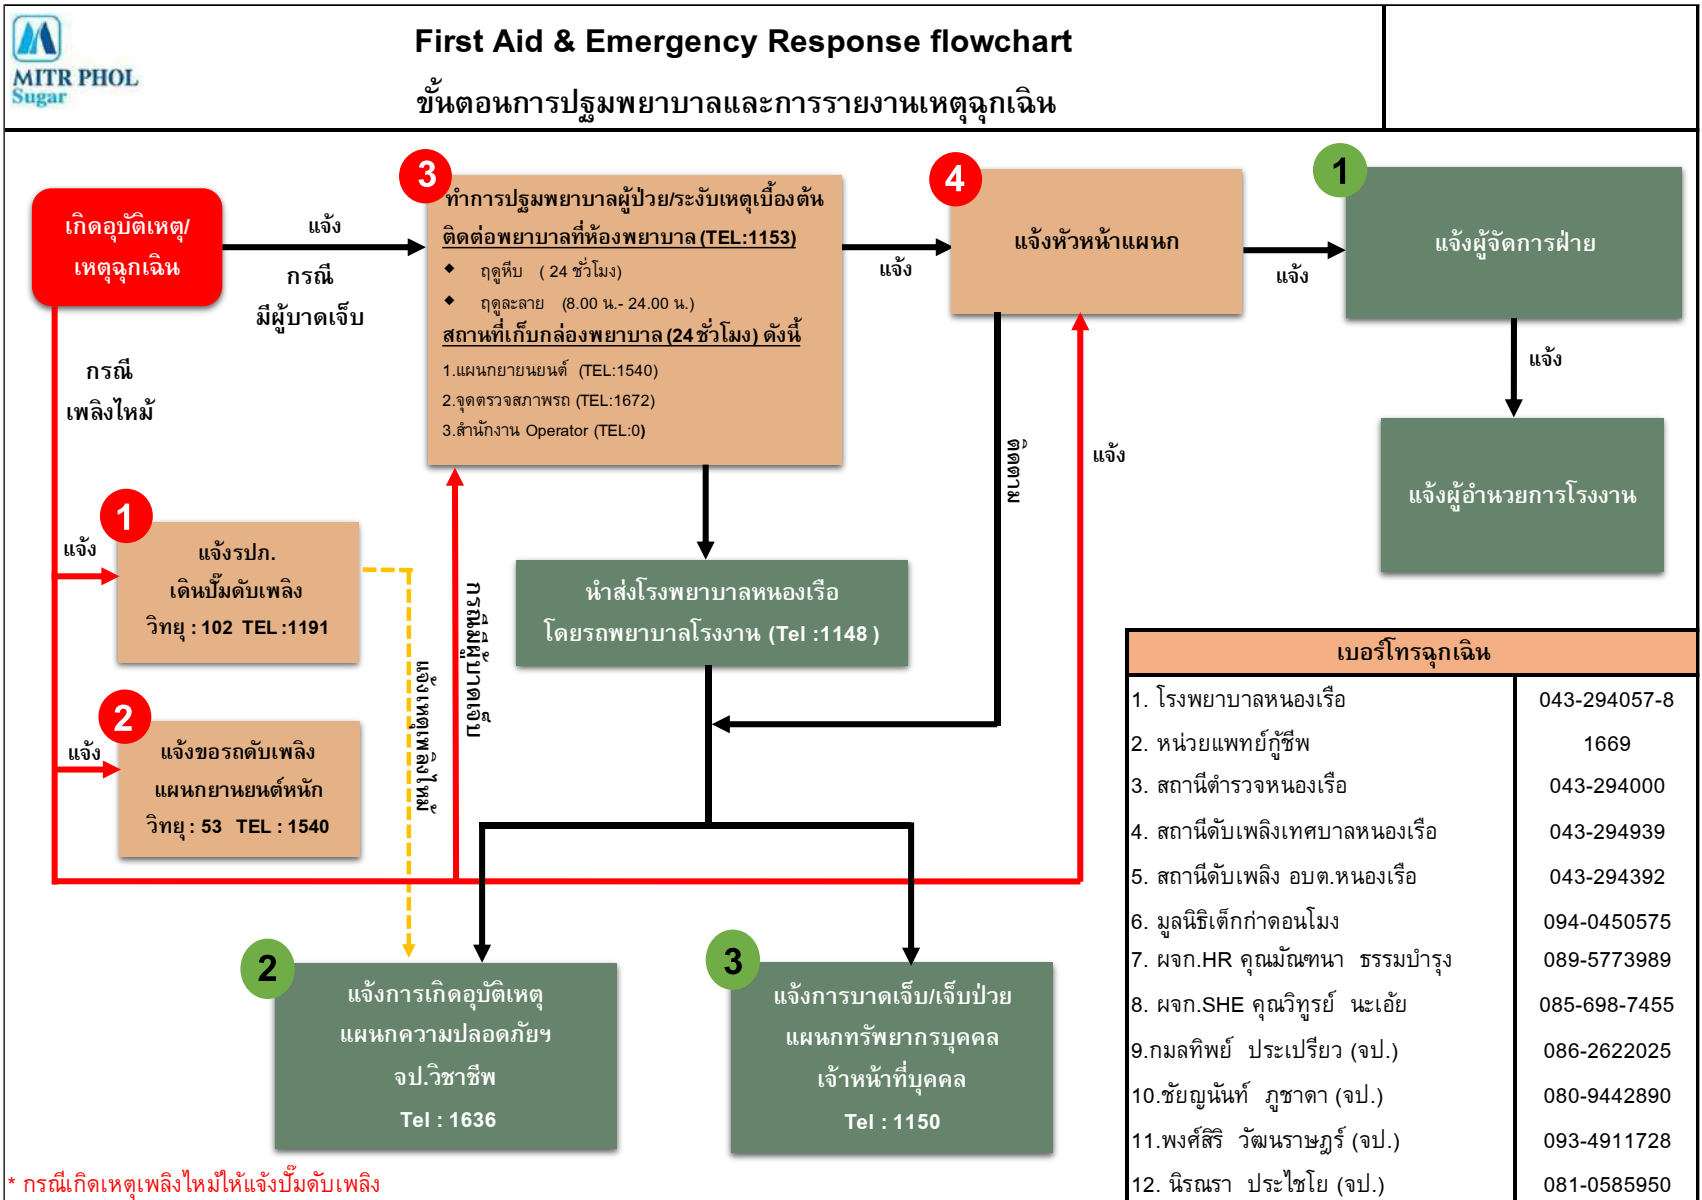 MITR PHOL
Sugar
First Aid & Emergency Response flowchart
ขั้นตอนการปฐมพยาบาลและการรายงานเหตุฉุกเฉิน
เกิดอุบัติเหตุ/
เหตุฉุกเฉิน
แจ้ง
กรณี
มีผู้บาดเจ็บ
กรณี
เพลิงไหม้
3
ทำการปฐมพยาบาลผู้ป่วย/ระงับเหตุเบื้องต้น
ติดต่อพยาบาลที่ห้องพยาบาล (TEL:1153)
◆ ฤดูหีบ ( 24 ชั่วโมง)
◆ ฤดูละลาย (8.00 น.- 24.00 น.)
สถานที่เก็บกล่องพยาบาล (24 ชั่วโมง) ดังนี้
1.แผนกยายนยนต์ (TEL:1540)
2.จุดตรวจสภาพรถ (TEL:1672)
3.สำนักงาน Operator (TEL:0)
แจ้ง
4
แจ้งหัวหน้าแผนก
แจ้ง
1
แจ้งผู้จัดการฝ่าย
แจ้ง
แจ้งผู้อำนวยการโรงงาน
ติดตาม
แจ้ง
แจ้ง
1
แจ้งรปภ.
เดินปั๊มดับเพลิง
วิทยุ : 102 TEL :1191
แจ้ง
2
แจ้งขอรถดับเพลิง
แผนกยานยนต์หนัก
วิทยุ : 53 TEL : 1540
แจ้งเหตุเพลิงไหม้
กรณีมีผู้บาดเจ็บ
นำส่งโรงพยาบาลหนองเรือ
โดยรถพยาบาลโรงงาน (Tel :1148 )
2
แจ้งการเกิดอุบัติเหตุ
แผนกความปลอดภัยฯ
จป.วิชาชีพ
Tel : 1636
3
แจ้งการบาดเจ็บ/เจ็บป่วย
แผนกทรัพยากรบุคคล
เจ้าหน้าที่บุคคล
Tel : 1150
เบอร์โทรฉุกเฉิน
1. โรงพยาบาลหนองเรือ 043-294057-8
2. หน่วยแพทย์กู้ชีพ 1669
3. สถานีตำรวจหนองเรือ 043-294000
4. สถานีดับเพลิงเทศบาลหนองเรือ 043-294939
5. สถานีดับเพลิง อบต.หนองเรือ 043-294392
6. มูลนิธิเต็กก่าดอนโมง 094-0450575
7. ผจก.HR คุณมัณฑนา ธรรมบำรุง 089-5773989
8. ผจก.SHE คุณวิทูรย์ นะเอ้ย 085-698-7455
9.กมลทิพย์ ประเปรียว (จป.) 086-2622025
10.ชัยญนันท์ ภูชาดา (จป.) 080-9442890
11.พงศ์สิริ วัฒนราษฎร์ (จป.) 093-4911728
12. นิรณรา ประไชโย (จป.) 081-0585950
* กรณีเกิดเหตุเพลิงไหม้ให้แจ้งปั๊มดับเพลิง